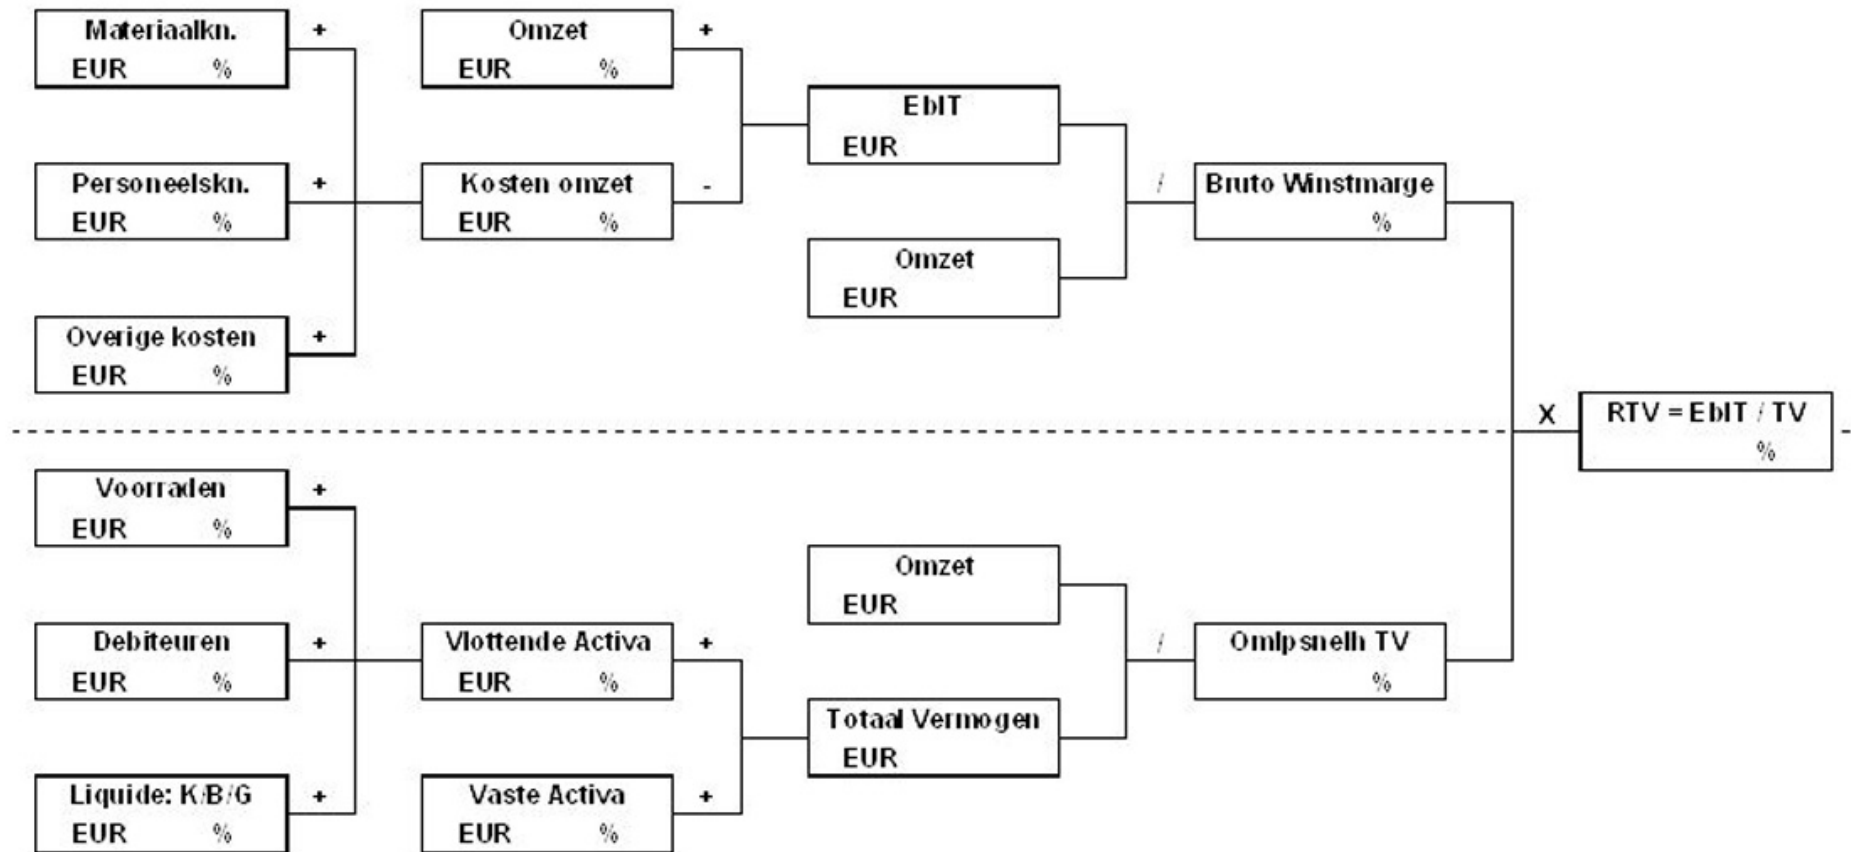 Materiaalkn. +
EUR %
Omzet +
EUR %
EbIT
EUR
Personeelskn. +
EUR %
Kosten omzet -
EUR %
/
Bruto Winstmarge
%
Omzet
EUR
Overige kosten +
EUR %
X
RTV = EbIT / TV
%
Voorraden +
EUR %
Omzet
EUR
Debiteuren +
EUR %
Vlottende Activa +
EUR %
/
Omlpsnelh TV
%
Totaal Vermogen
EUR
Liquide: K/B/G +
EUR %
Vaste Activa +
EUR %